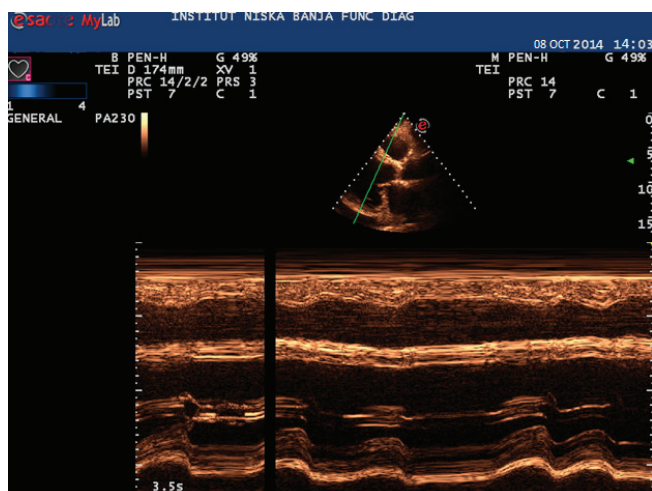 esaote MyLab INSTITUT NISKA BANJA FUNC DIAG
08 OCT 2014 14:03
B PEN-H G 49%
TEI D 174mm XV 1
PRC 14/2/2 PRS 3
PST 7 C 1
M PEN-H G 49%
TEI
PRC 14
PST 7 C 1
C
1 4
GENERAL PA230
e
0
5
10
15
3.5s